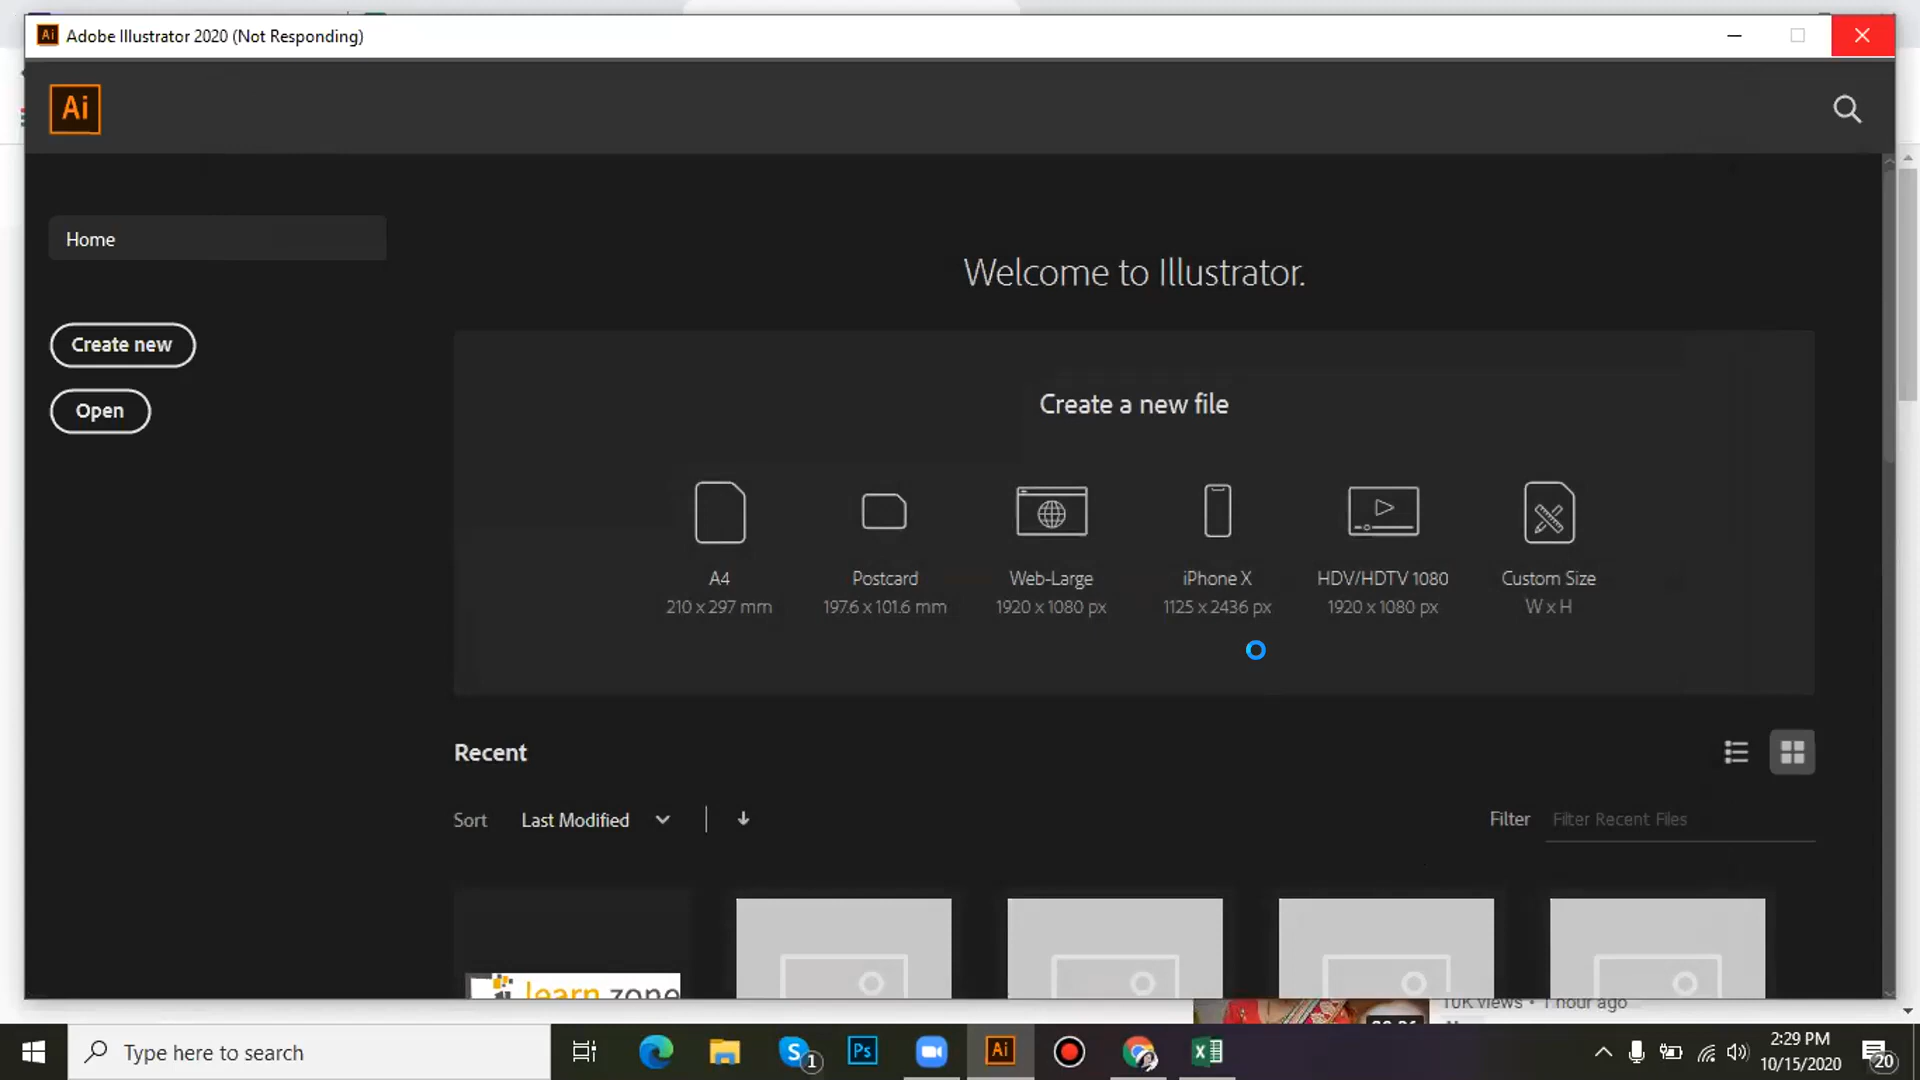 Ai Adobe Illustrator 2020 (Not Responding)
Ai
Home
Welcome to Illustrator.
Create new
Open
Create a new file
A4
210 x 297 mm
Postcard
197.6 x 101.6 mm
Web-Large
1920 x 1080 px
iPhone X
1125 x 2436 px
HDV/HDTV 1080
1920 x 1080 px
Custom Size
W x H
Recent
Sort Last Modified
Filter Filter Recent Files
learn zone
10K views • 1 hour ago
Type here to search
S 1
Ps
Ai
X
2:29 PM
10/15/2020
20